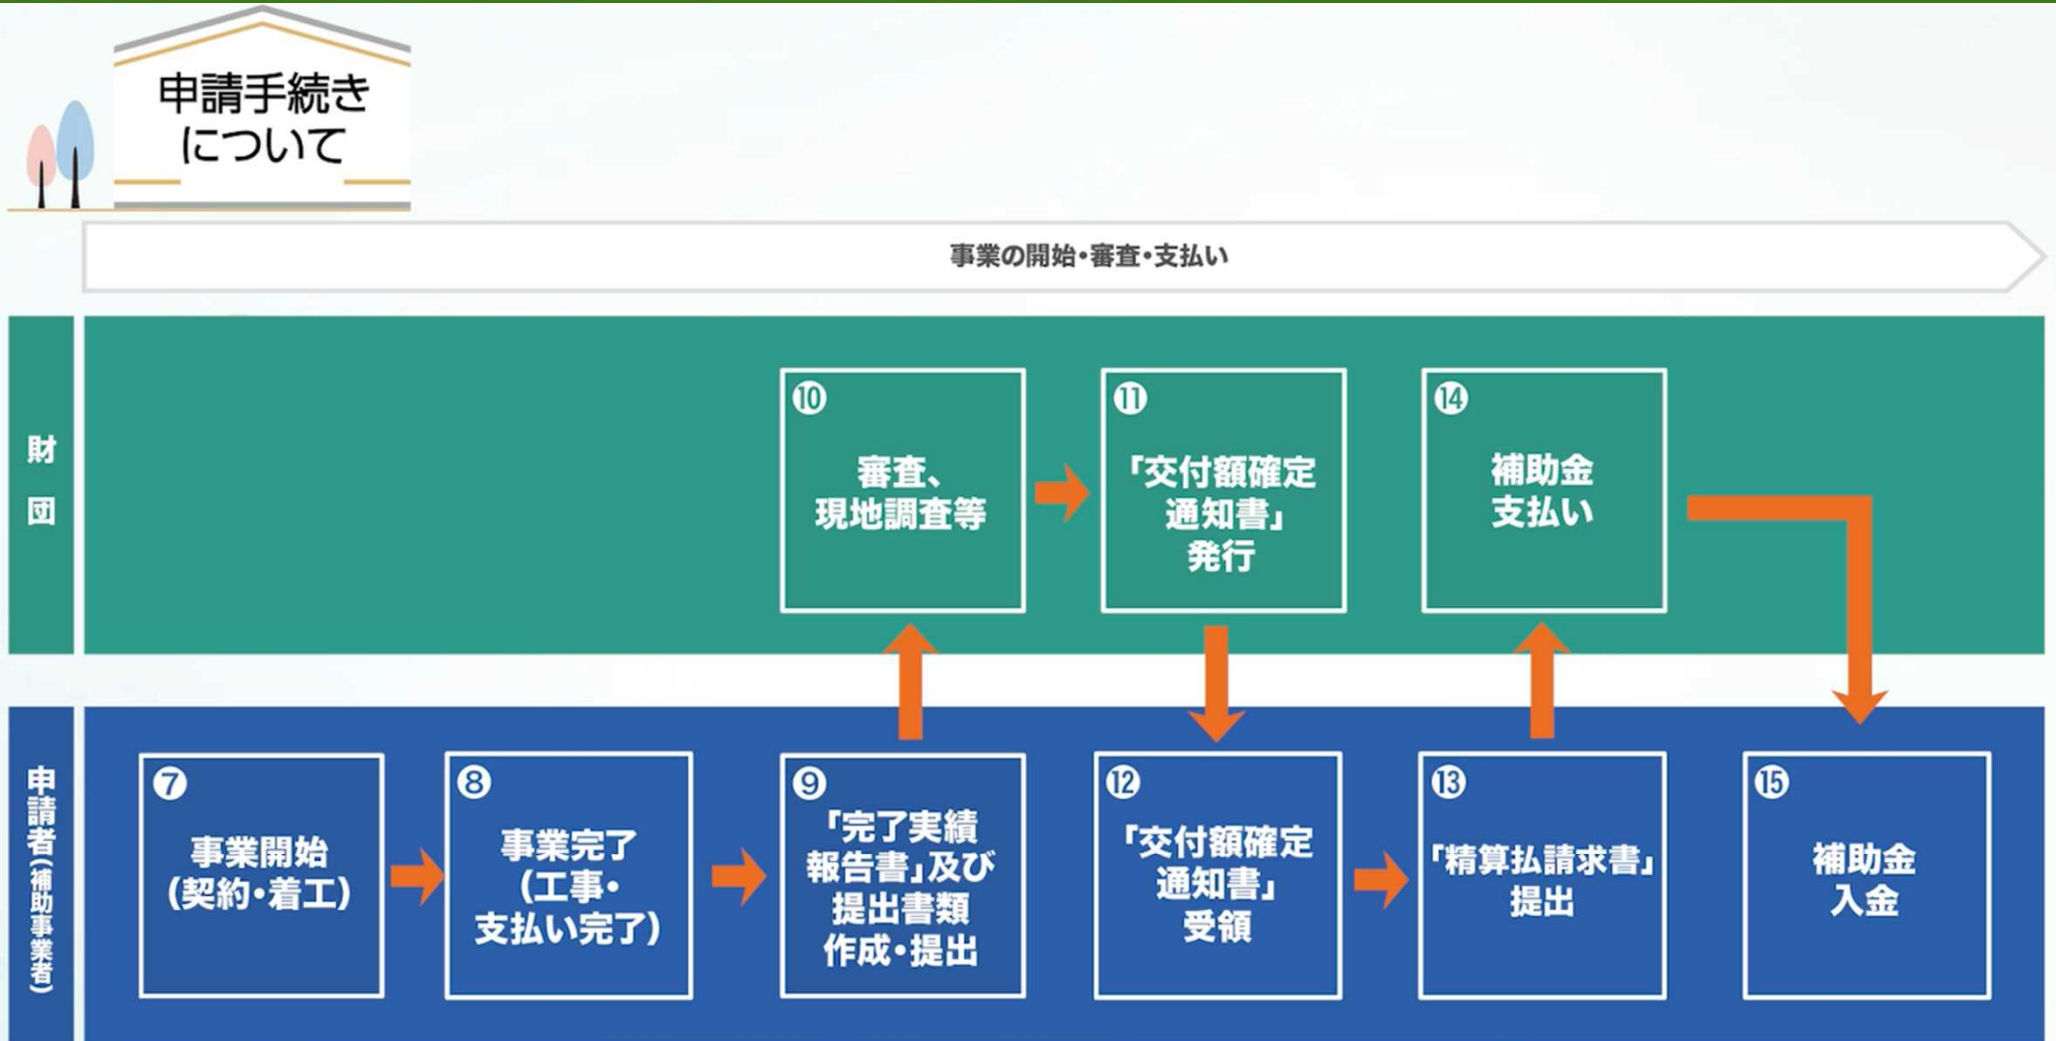 申請手続き
について
事業の開始・審査・支払い
財団
⑩
審査、
現地調査等
⑪
「交付額確定
通知書」
発行
⑭
補助金
支払い
申請者(補助事業者)
⑦
事業開始
(契約・着工)
⑧
事業完了
(工事・
支払い完了)
⑨
「完了実績
報告書」及び
提出書類
作成・提出
⑫
「交付額確定
通知書」
受領
⑬
「精算払請求書」
提出
⑮
補助金
入金